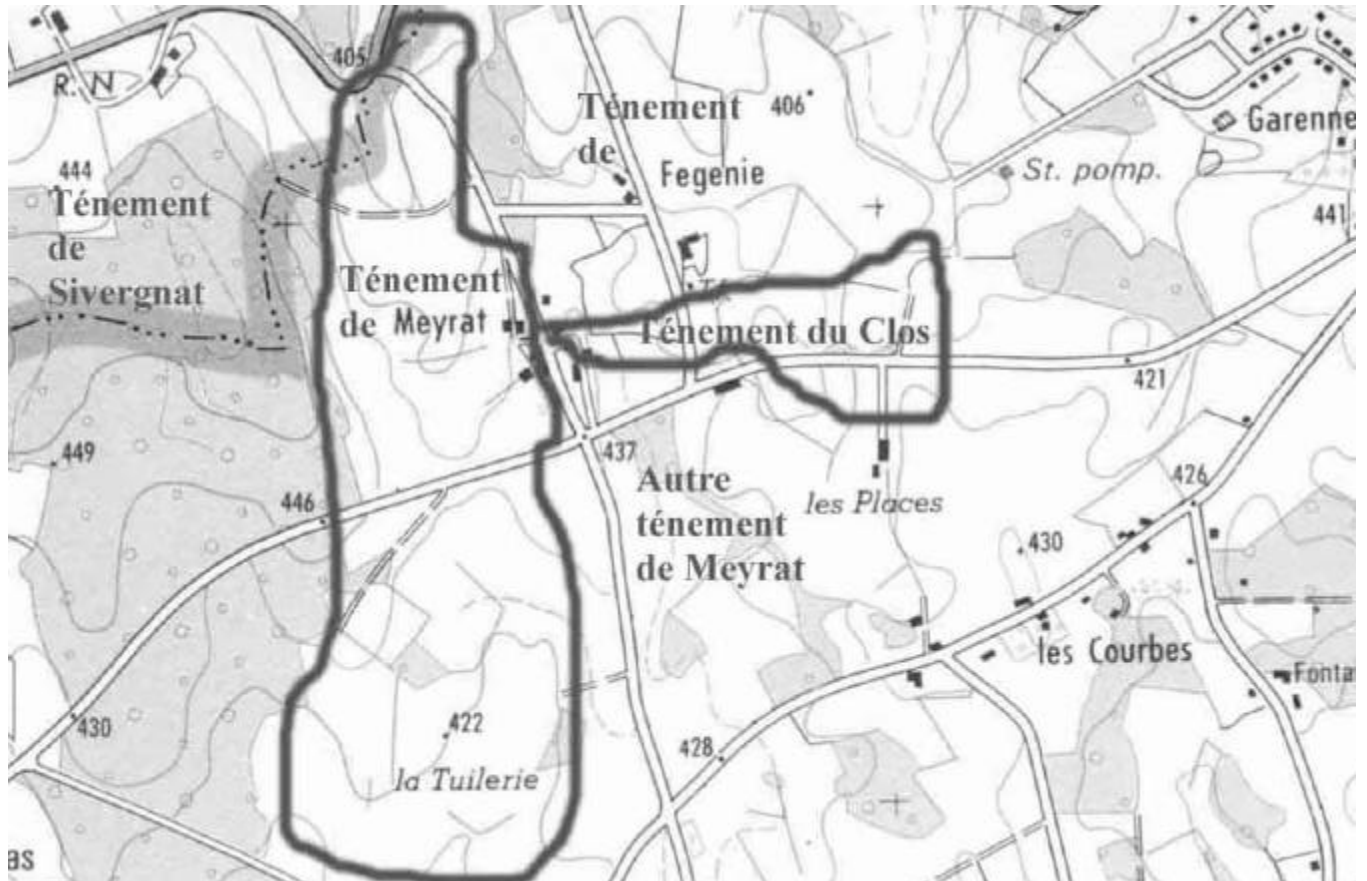 405
R. N
Ténement
de
Fegenie
406
Garenne
St. pomp.
444
Ténement
de
Sivergnat
441
Ténement
de Meyrat
Ténement du Clos
421
449
437
446
Autre
ténement
de Meyrat
les Places
426
430
les Courbes
Fonta
430
422
428
la Tuilerie
as